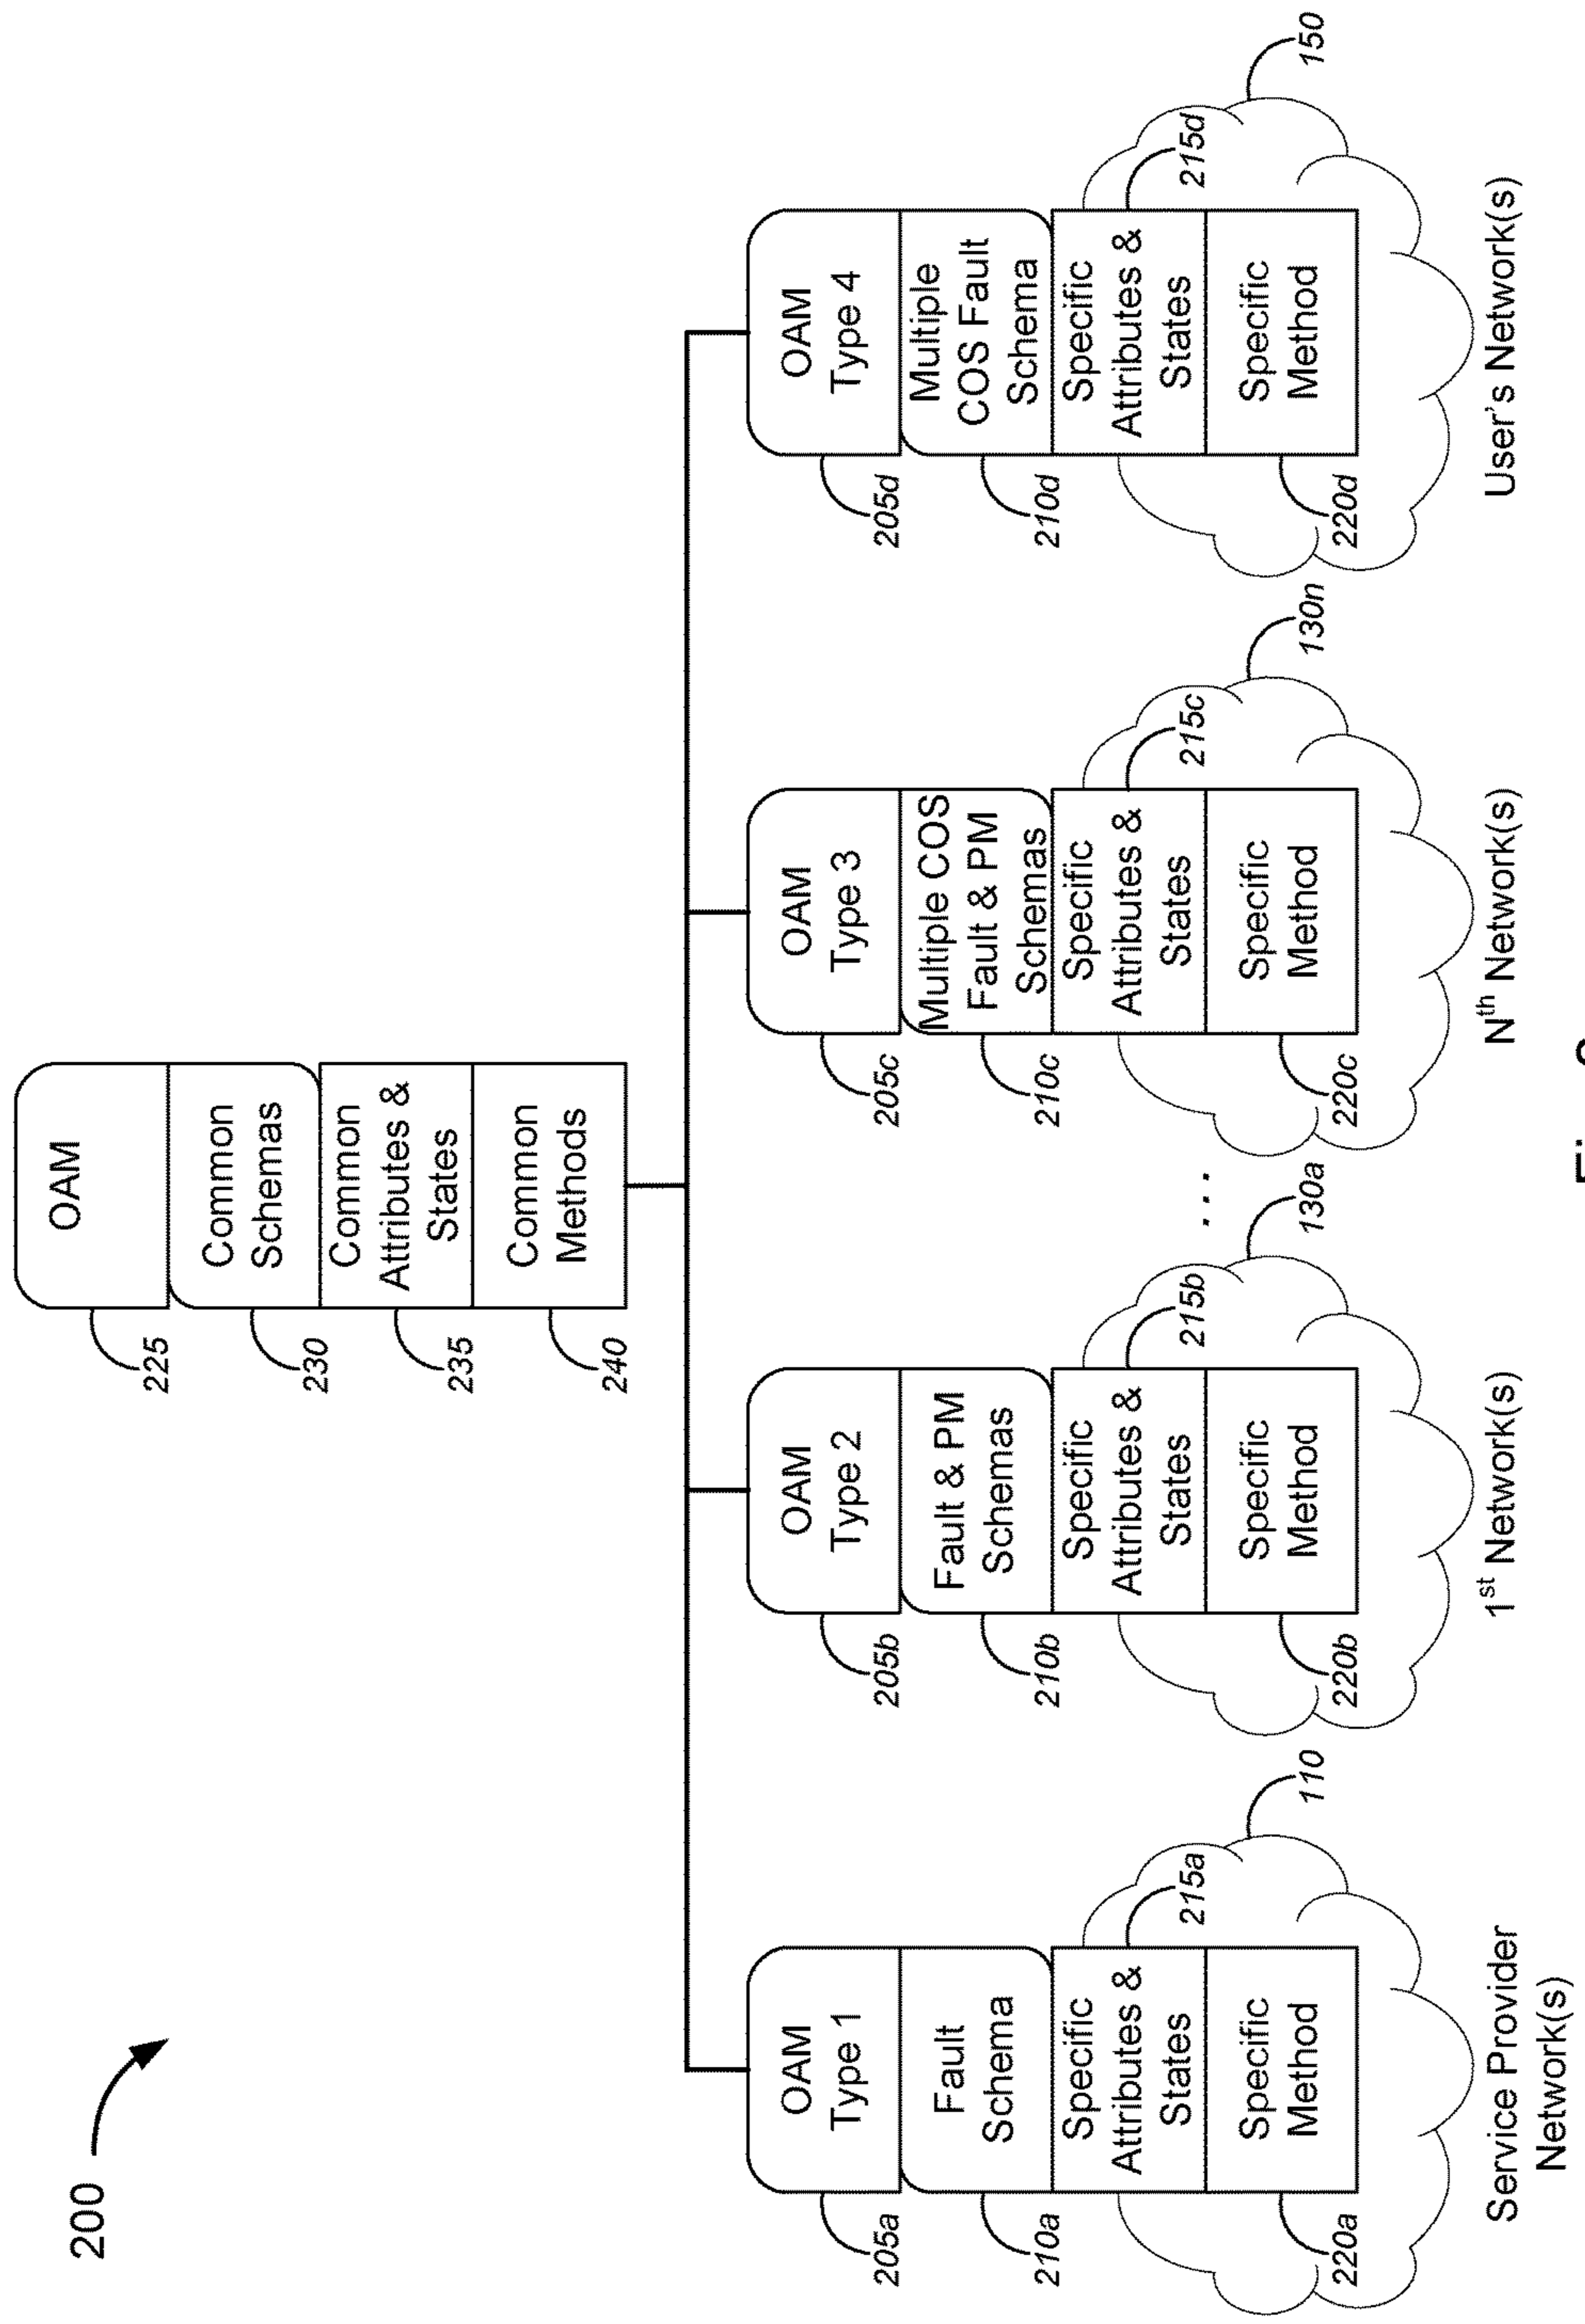 200
OAM
225
Common
Schemas
230
Common
Attributes &
States
235
Common
Methods
240
OAM
Type 1
205a
Fault
Schema
210a
Specific
Attributes &
States
215a
Specific
Method
220a
110
Service Provider
Network(s)
OAM
Type 2
205b
Fault & PM
Schemas
210b
Specific
Attributes &
States
215b
Specific
Method
220b
130a
1st Network(s)
...
OAM
Type 3
205c
Multiple COS
Fault & PM
Schemas
210c
Specific
Attributes &
States
215c
Specific
Method
220c
130n
Nth Network(s)
OAM
Type 4
205d
Multiple
COS Fault
Schema
210d
Specific
Attributes &
States
215d
Specific
Method
220d
150
User's Network(s)